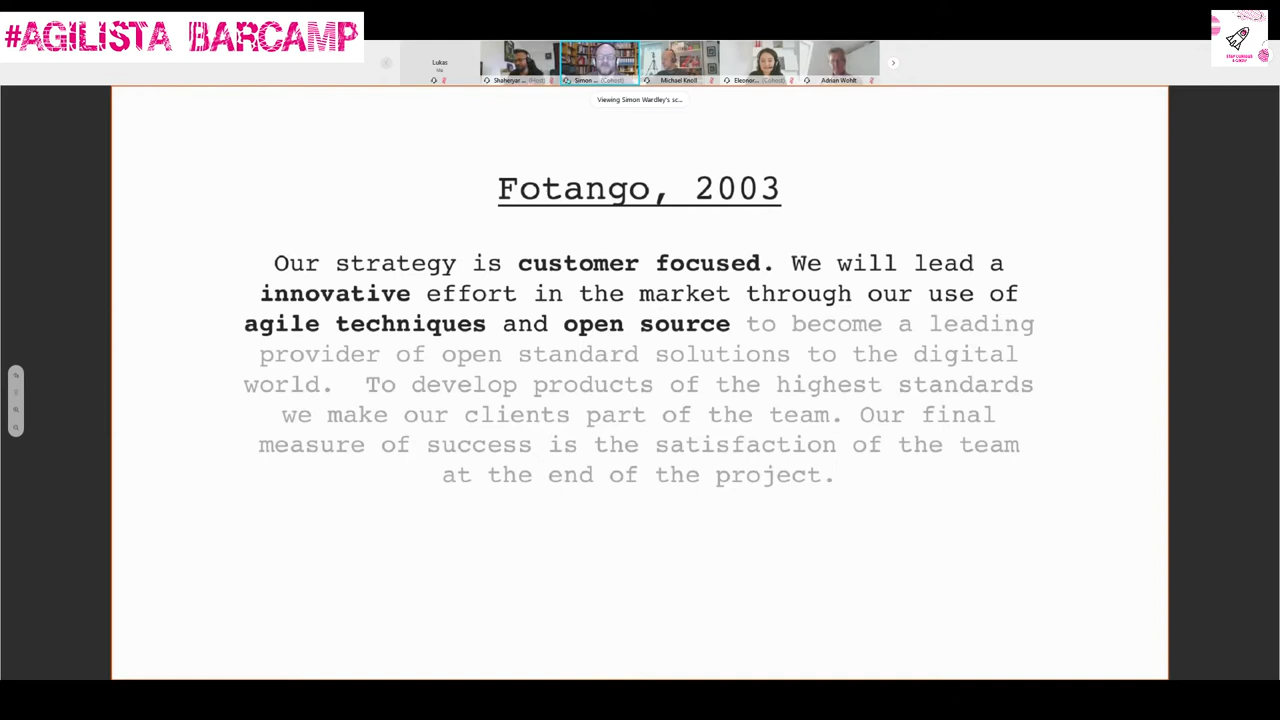 #AGILISTA BARCAMP
Lukas
Shaheryar ... (Host)
Simon ... (Cohost)
Michael Knoll
Eleonor... (Cohost)
Adrian Wohlt
Viewing Simon Wardley's sc...
Fotango, 2003
Our strategy is customer focused. We will lead a
innovative effort in the market through our use of
agile techniques and open source to become a leading
provider of open standard solutions to the digital
world. To develop products of the highest standards
we make our clients part of the team. Our final
measure of success is the satisfaction of the team
at the end of the project.